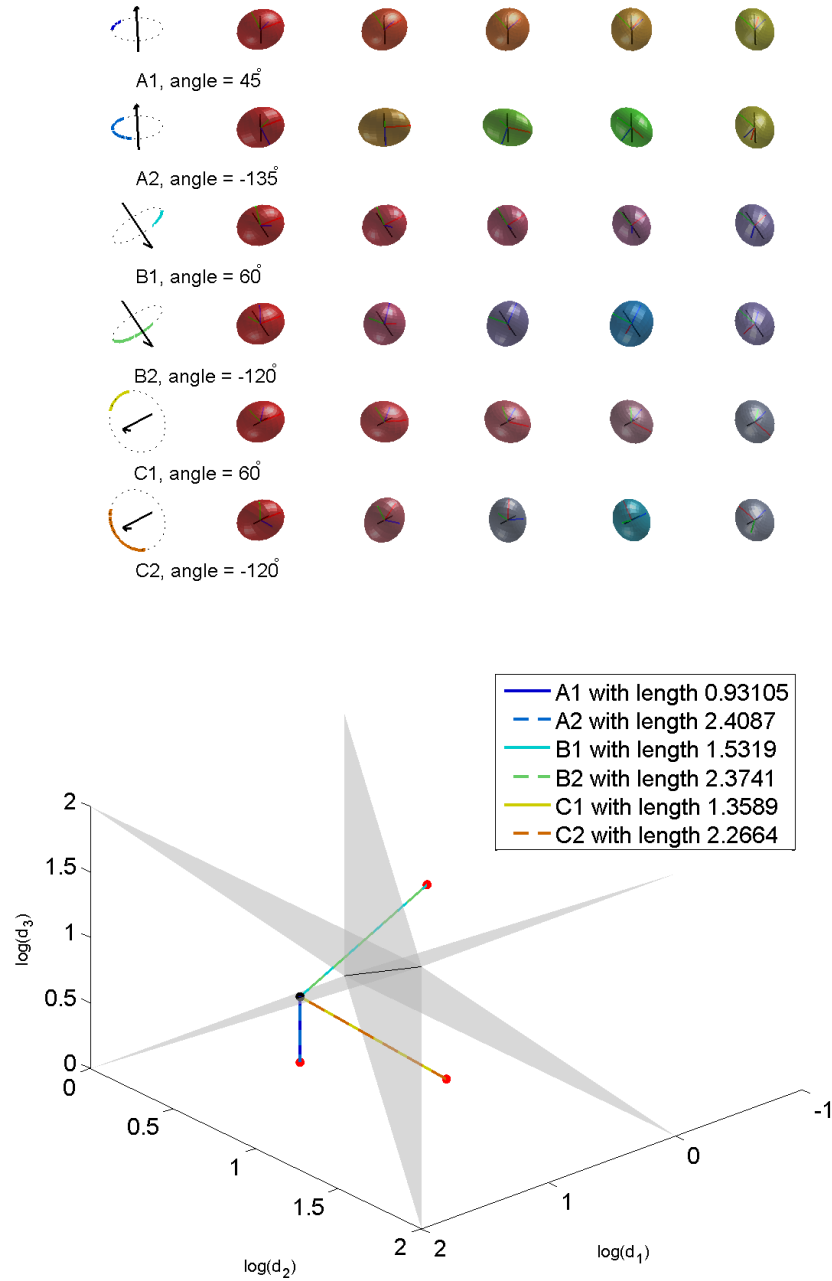 A1, angle = 45°
A2, angle = -135°
B1, angle = 60°
B2, angle = -120°
C1, angle = 60°
C2, angle = -120°
A1 with length 0.93105
A2 with length 2.4087
B1 with length 1.5319
B2 with length 2.3741
C1 with length 1.3589
C2 with length 2.2664
2
1.5
1
0.5
0
log(d₃)
0
0.5
1
1.5
2
log(d₂)
2
1
0
-1
log(d₁)